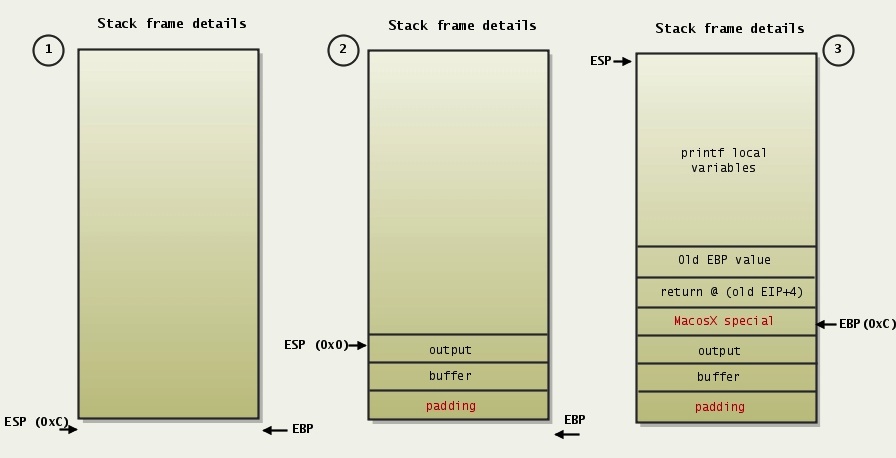 Stack frame details
1
ESP (0xC)
EBP
Stack frame details
2
ESP (0x0)
output
buffer
padding
EBP
Stack frame details
3
ESP
printf local
variables
Old EBP value
return @ (old EIP+4)
MacosX special
EBP(0xC)
output
buffer
padding